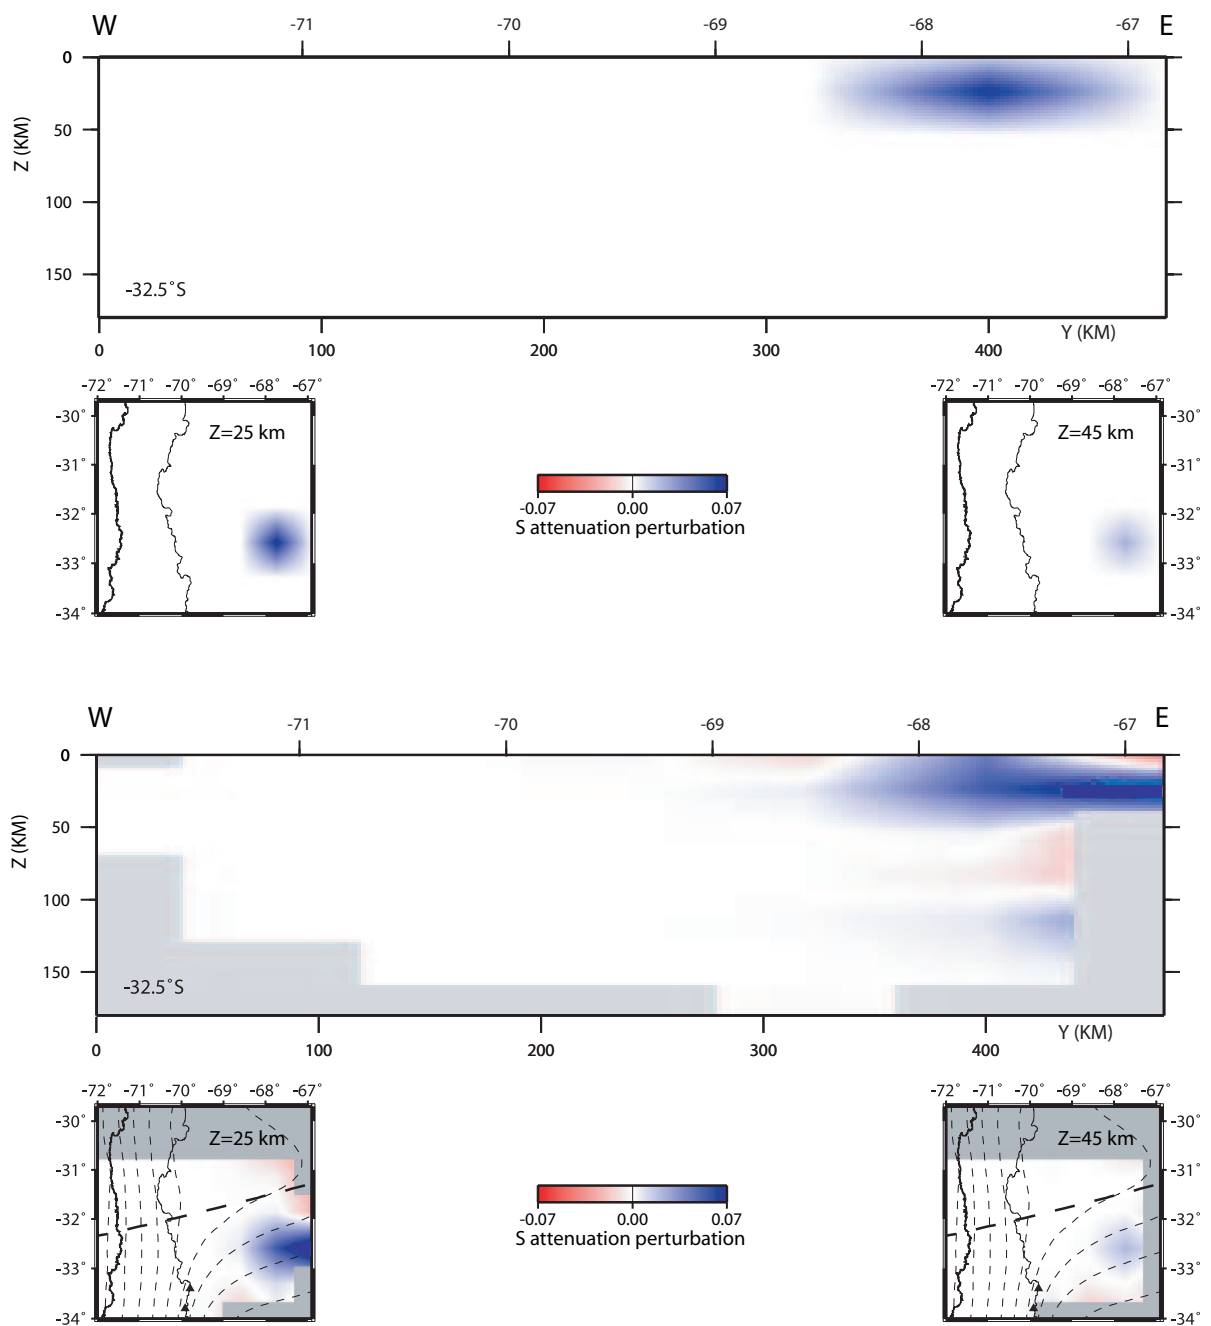 W -71 -70 -69 -68 -67 E
0
50
100
150
Z (KM)
-32.5˚S
Y (KM)
0 100 200 300 400
-72˚ -71˚ -70˚ -69˚ -68˚ -67˚
-30˚
-31˚
-32˚
-33˚
-34˚
Z=25 km
-0.07 0.00 0.07
S attenuation perturbation
-72˚ -71˚ -70˚ -69˚ -68˚ -67˚
Z=45 km
-30˚
-31˚
-32˚
-33˚
-34˚
W -71 -70 -69 -68 -67 E
0
50
100
150
Z (KM)
-32.5˚S
Y (KM)
0 100 200 300 400
-72˚ -71˚ -70˚ -69˚ -68˚ -67˚
-30˚
-31˚
-32˚
-33˚
-34˚
Z=25 km
-0.07 0.00 0.07
S attenuation perturbation
-72˚ -71˚ -70˚ -69˚ -68˚ -67˚
Z=45 km
-30˚
-31˚
-32˚
-33˚
-34˚